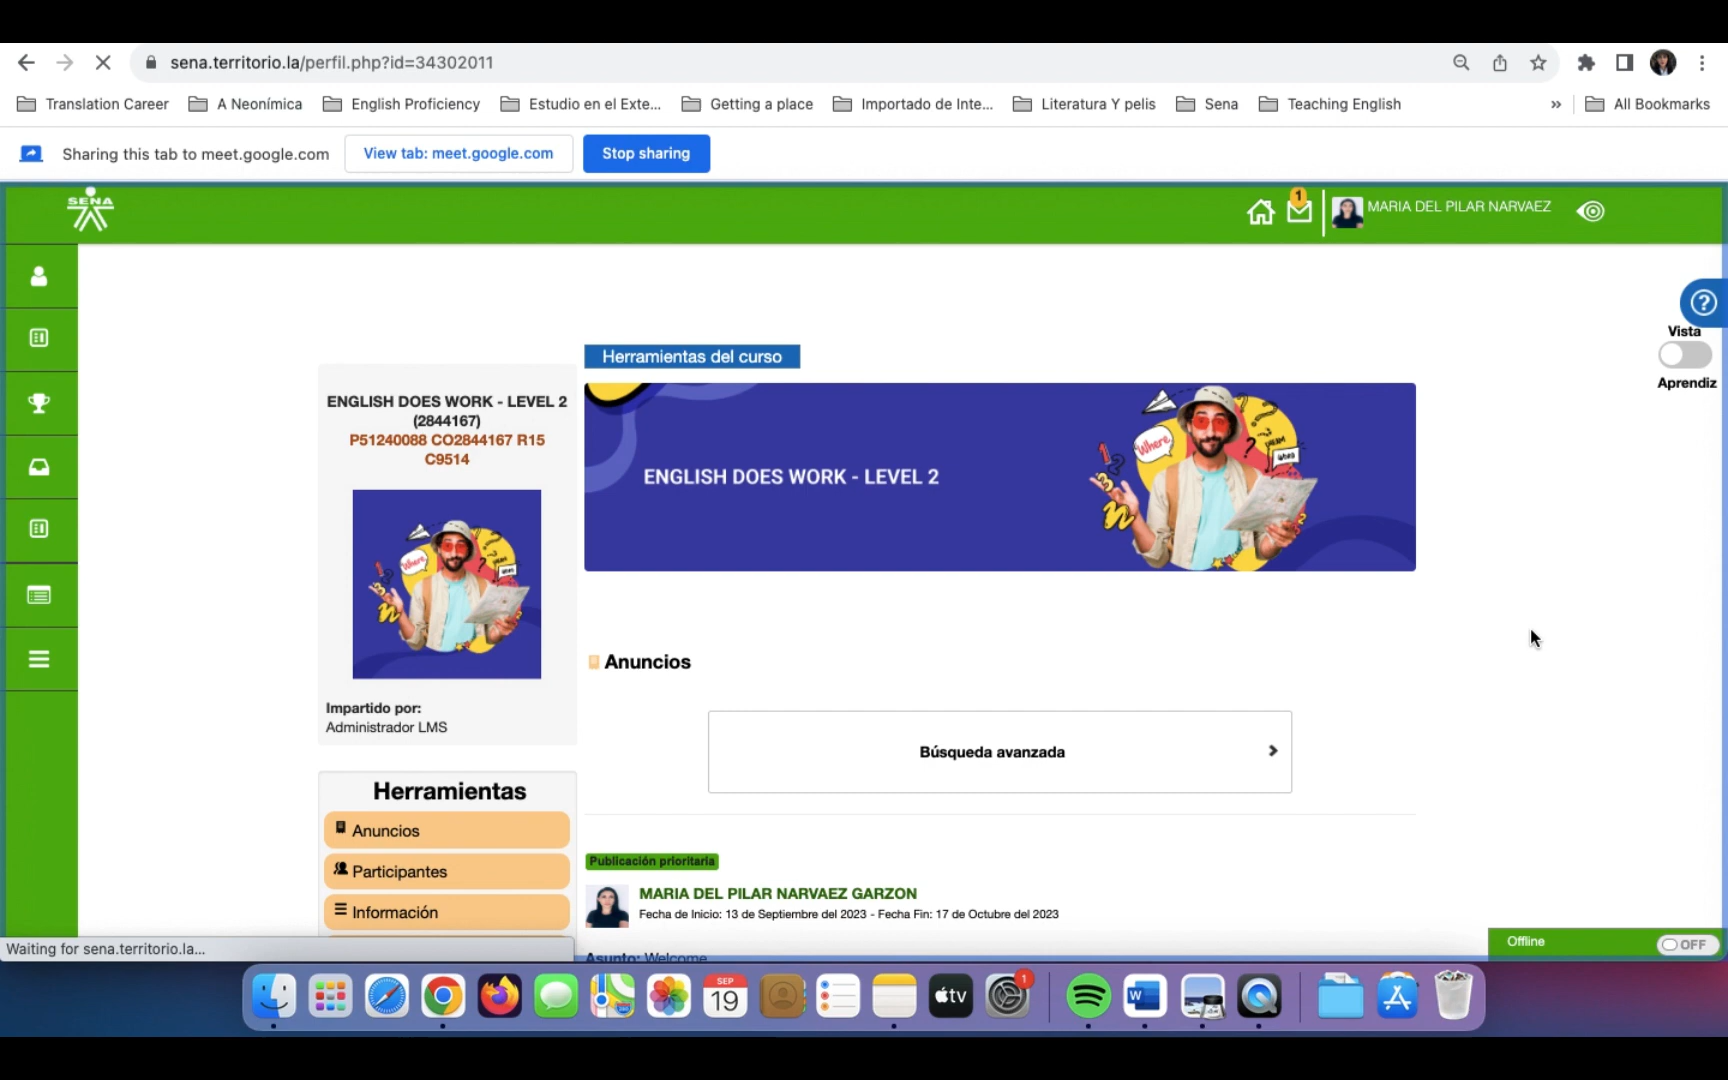 sena.territorio.la/perfil.php?id=34302011
Translation Career
A Neonímica
English Proficiency
Estudio en el Exte...
Getting a place
Importado de Inte...
Literatura Y pelis
Sena
Teaching English
»
All Bookmarks
Sharing this tab to meet.google.com
View tab: meet.google.com
Stop sharing
SENA
1
MARIA DEL PILAR NARVAEZ
Vista
Aprendiz
Herramientas del curso
ENGLISH DOES WORK - LEVEL 2
(2844167)
P51240088 CO2844167 R15
C9514
ENGLISH DOES WORK - LEVEL 2
Where
Where
Impartido por:
Administrador LMS
Anuncios
Búsqueda avanzada
Herramientas
Anuncios
Participantes
Información
Publicación prioritaria
MARIA DEL PILAR NARVAEZ GARZON
Fecha de Inicio: 13 de Septiembre del 2023 - Fecha Fin: 17 de Octubre del 2023
Asunto: Welcome
Waiting for sena.territorio.la...
Offline
OFF
SEP
19
tv
1
W